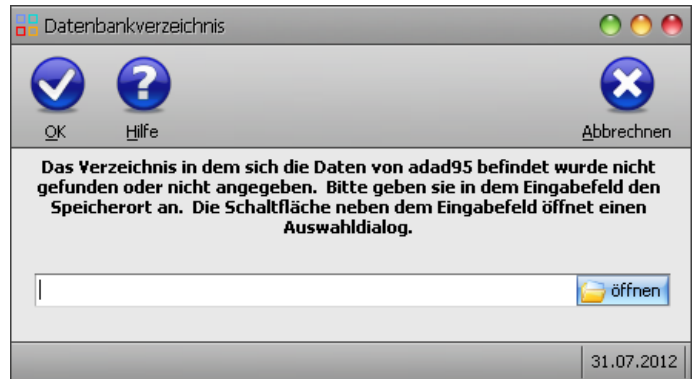 Datenbankverzeichnis
OK
Hilfe
Abbrechnen
Das Verzeichnis in dem sich die Daten von adad95 befindet wurde nicht
gefunden oder nicht angegeben. Bitte geben sie in dem Eingabefeld den
Speicherort an. Die Schaltfläche neben dem Eingabefeld öffnet einen
Auswahldialog.
öffnen
31.07.2012